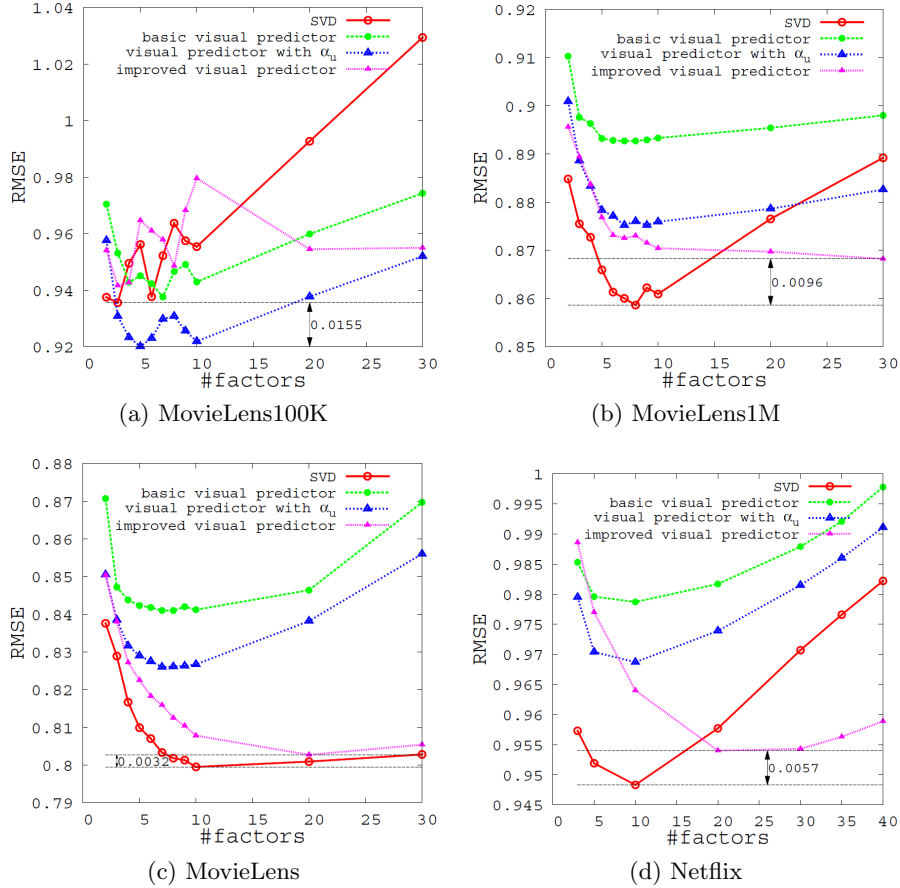 1.04
1.02
1
0.98
0.96
0.94
0.92
RMSE
SVD
basic visual predictor
visual predictor with αu
improved visual predictor
0.0155
0 5 10 15 20 25 30
#factors
(a) MovieLens100K
0.92
0.91
0.9
0.89
0.88
0.87
0.86
0.85
RMSE
SVD
basic visual predictor
visual predictor with αu
improved visual predictor
0.0096
0 5 10 15 20 25 30
#factors
(b) MovieLens1M
0.88
0.87
0.86
0.85
0.84
0.83
0.82
0.81
0.8
0.79
RMSE
SVD
basic visual predictor
visual predictor with αu
improved visual predictor
0.0032
0 5 10 15 20 25 30
#factors
(c) MovieLens
1
0.995
0.99
0.985
0.98
0.975
0.97
0.965
0.96
0.955
0.95
0.945
RMSE
SVD
basic visual predictor
visual predictor with αu
improved visual predictor
0.0057
0 5 10 15 20 25 30 35 40
#factors
(d) Netflix